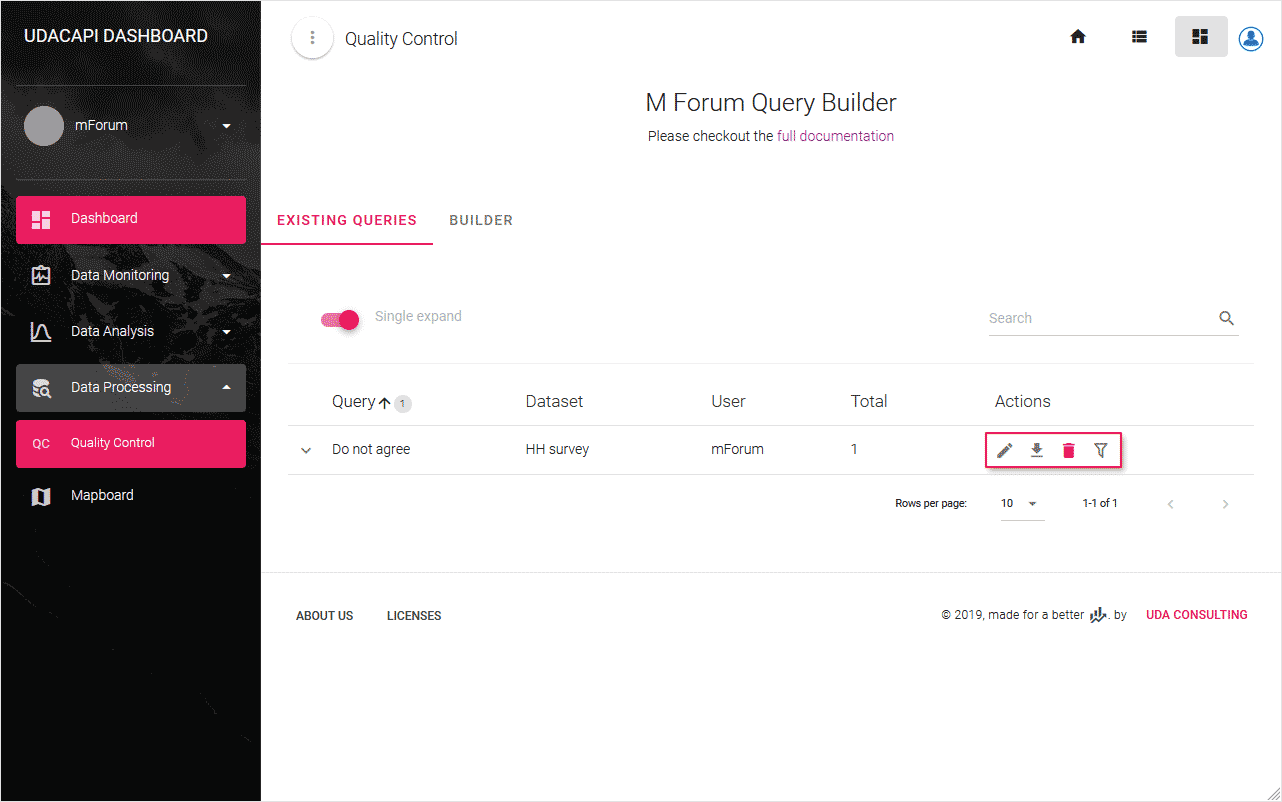 UDACAPI DASHBOARD
Quality Control
mForum
M Forum Query Builder
Please checkout the full documentation
Dashboard
Data Monitoring
Data Analysis
Data Processing
QC Quality Control
Mapboard
EXISTING QUERIES BUILDER
Single expand Search
Query 1 Dataset User Total Actions
Do not agree HH survey mForum 1
Rows per page: 10 1-1 of 1
ABOUT US LICENSES © 2019, made for a better . by UDA CONSULTING